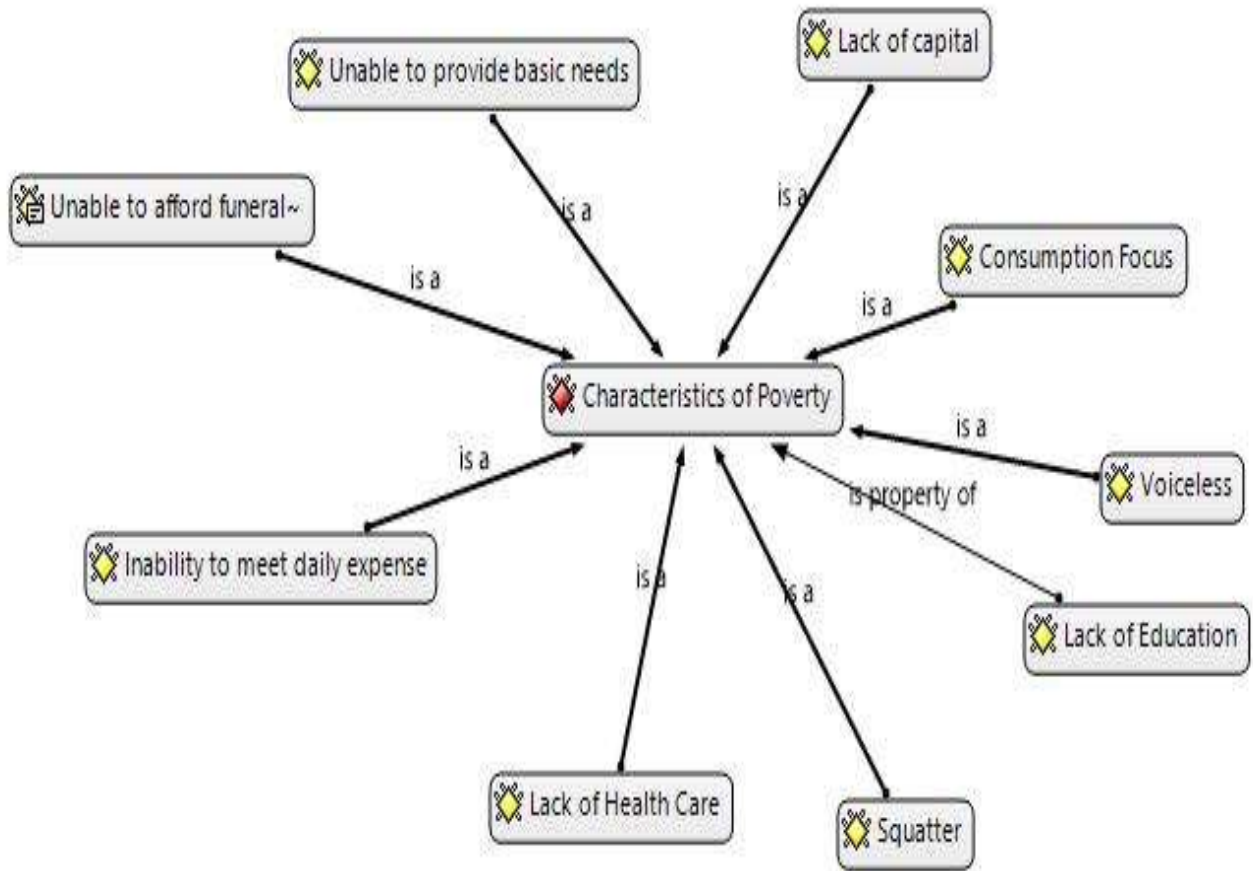 Lack of capital
Unable to provide basic needs
Unable to afford funeral~
is a
is a
Consumption Focus
is a
is a
Characteristics of Poverty
is a
is a
Voiceless
is property of
Inability to meet daily expense
is a
is a
Lack of Education
Lack of Health Care
Squatter